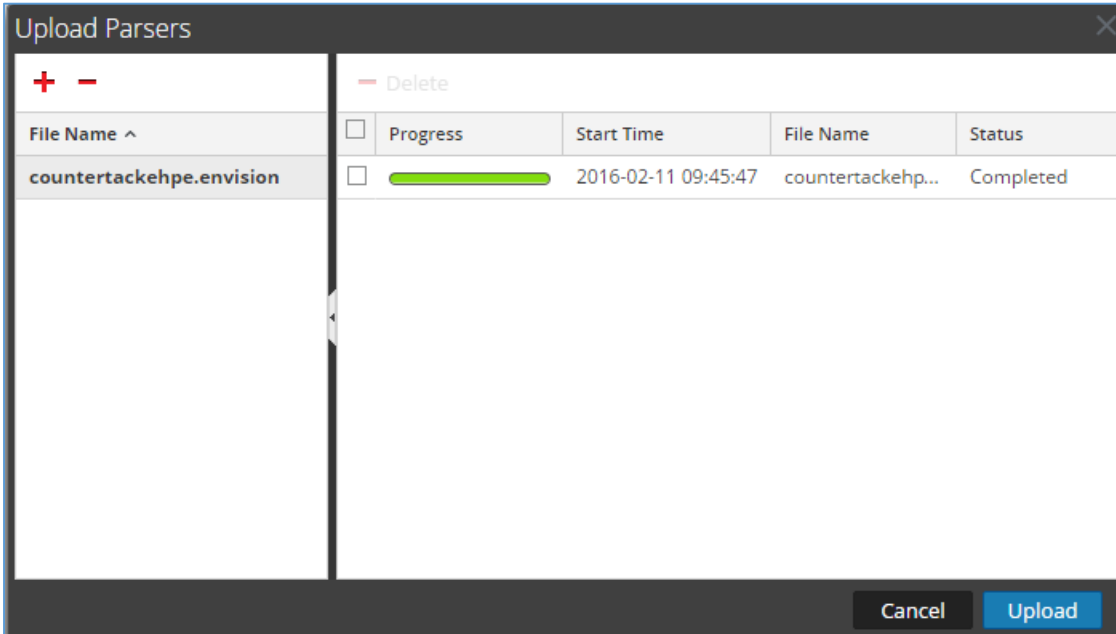 Upload Parsers
Delete
File Name
Progress Start Time File Name Status
countertackehpe.envision
2016-02-11 09:45:47 countertackehp... Completed
Cancel Upload